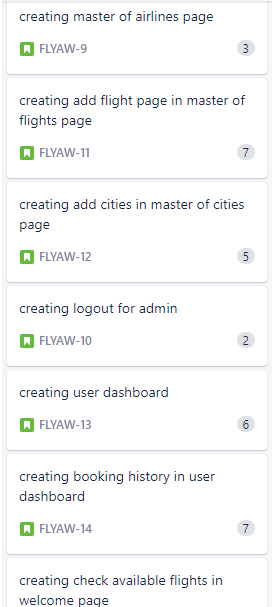 creating master of airlines page
FLYAW-9 3
creating add flight page in master of
flights page
FLYAW-11 7
creating add cities in master of cities
page
FLYAW-12 5
creating logout for admin
FLYAW-10 2
creating user dashboard
FLYAW-13 6
creating booking history in user
dashboard
FLYAW-14 7
creating check available flights in
welcome page